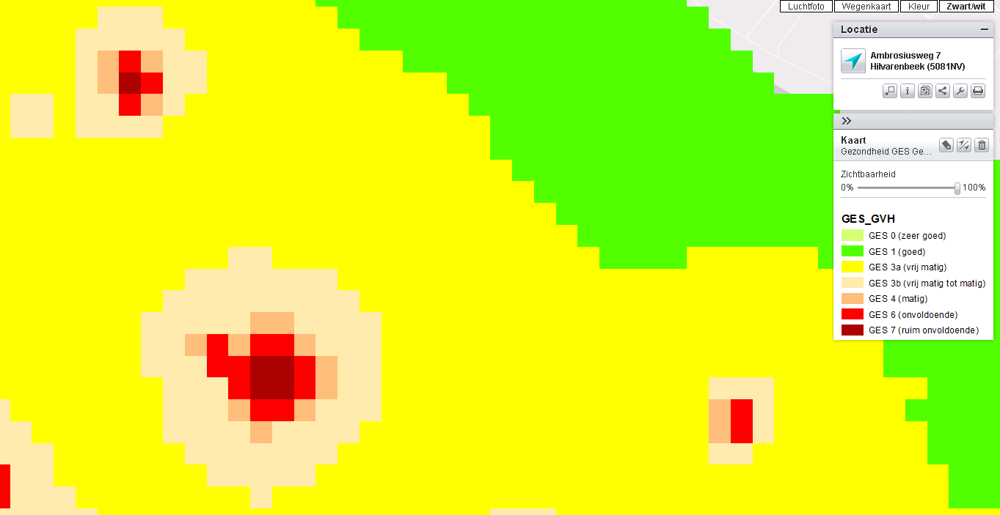 Luchtfoto Wegenkaart Kleur Zwart/wit
Locatie
Ambrosiusweg 7
Hilvarenbeek (5081NV)
Kaart
Gezondheid GES Ge...
Zichtbaarheid
0% 100%
GES_GVH
GES 0 (zeer goed)
GES 1 (goed)
GES 3a (vrij matig)
GES 3b (vrij matig tot matig)
GES 4 (matig)
GES 6 (onvoldoende)
GES 7 (ruim onvoldoende)